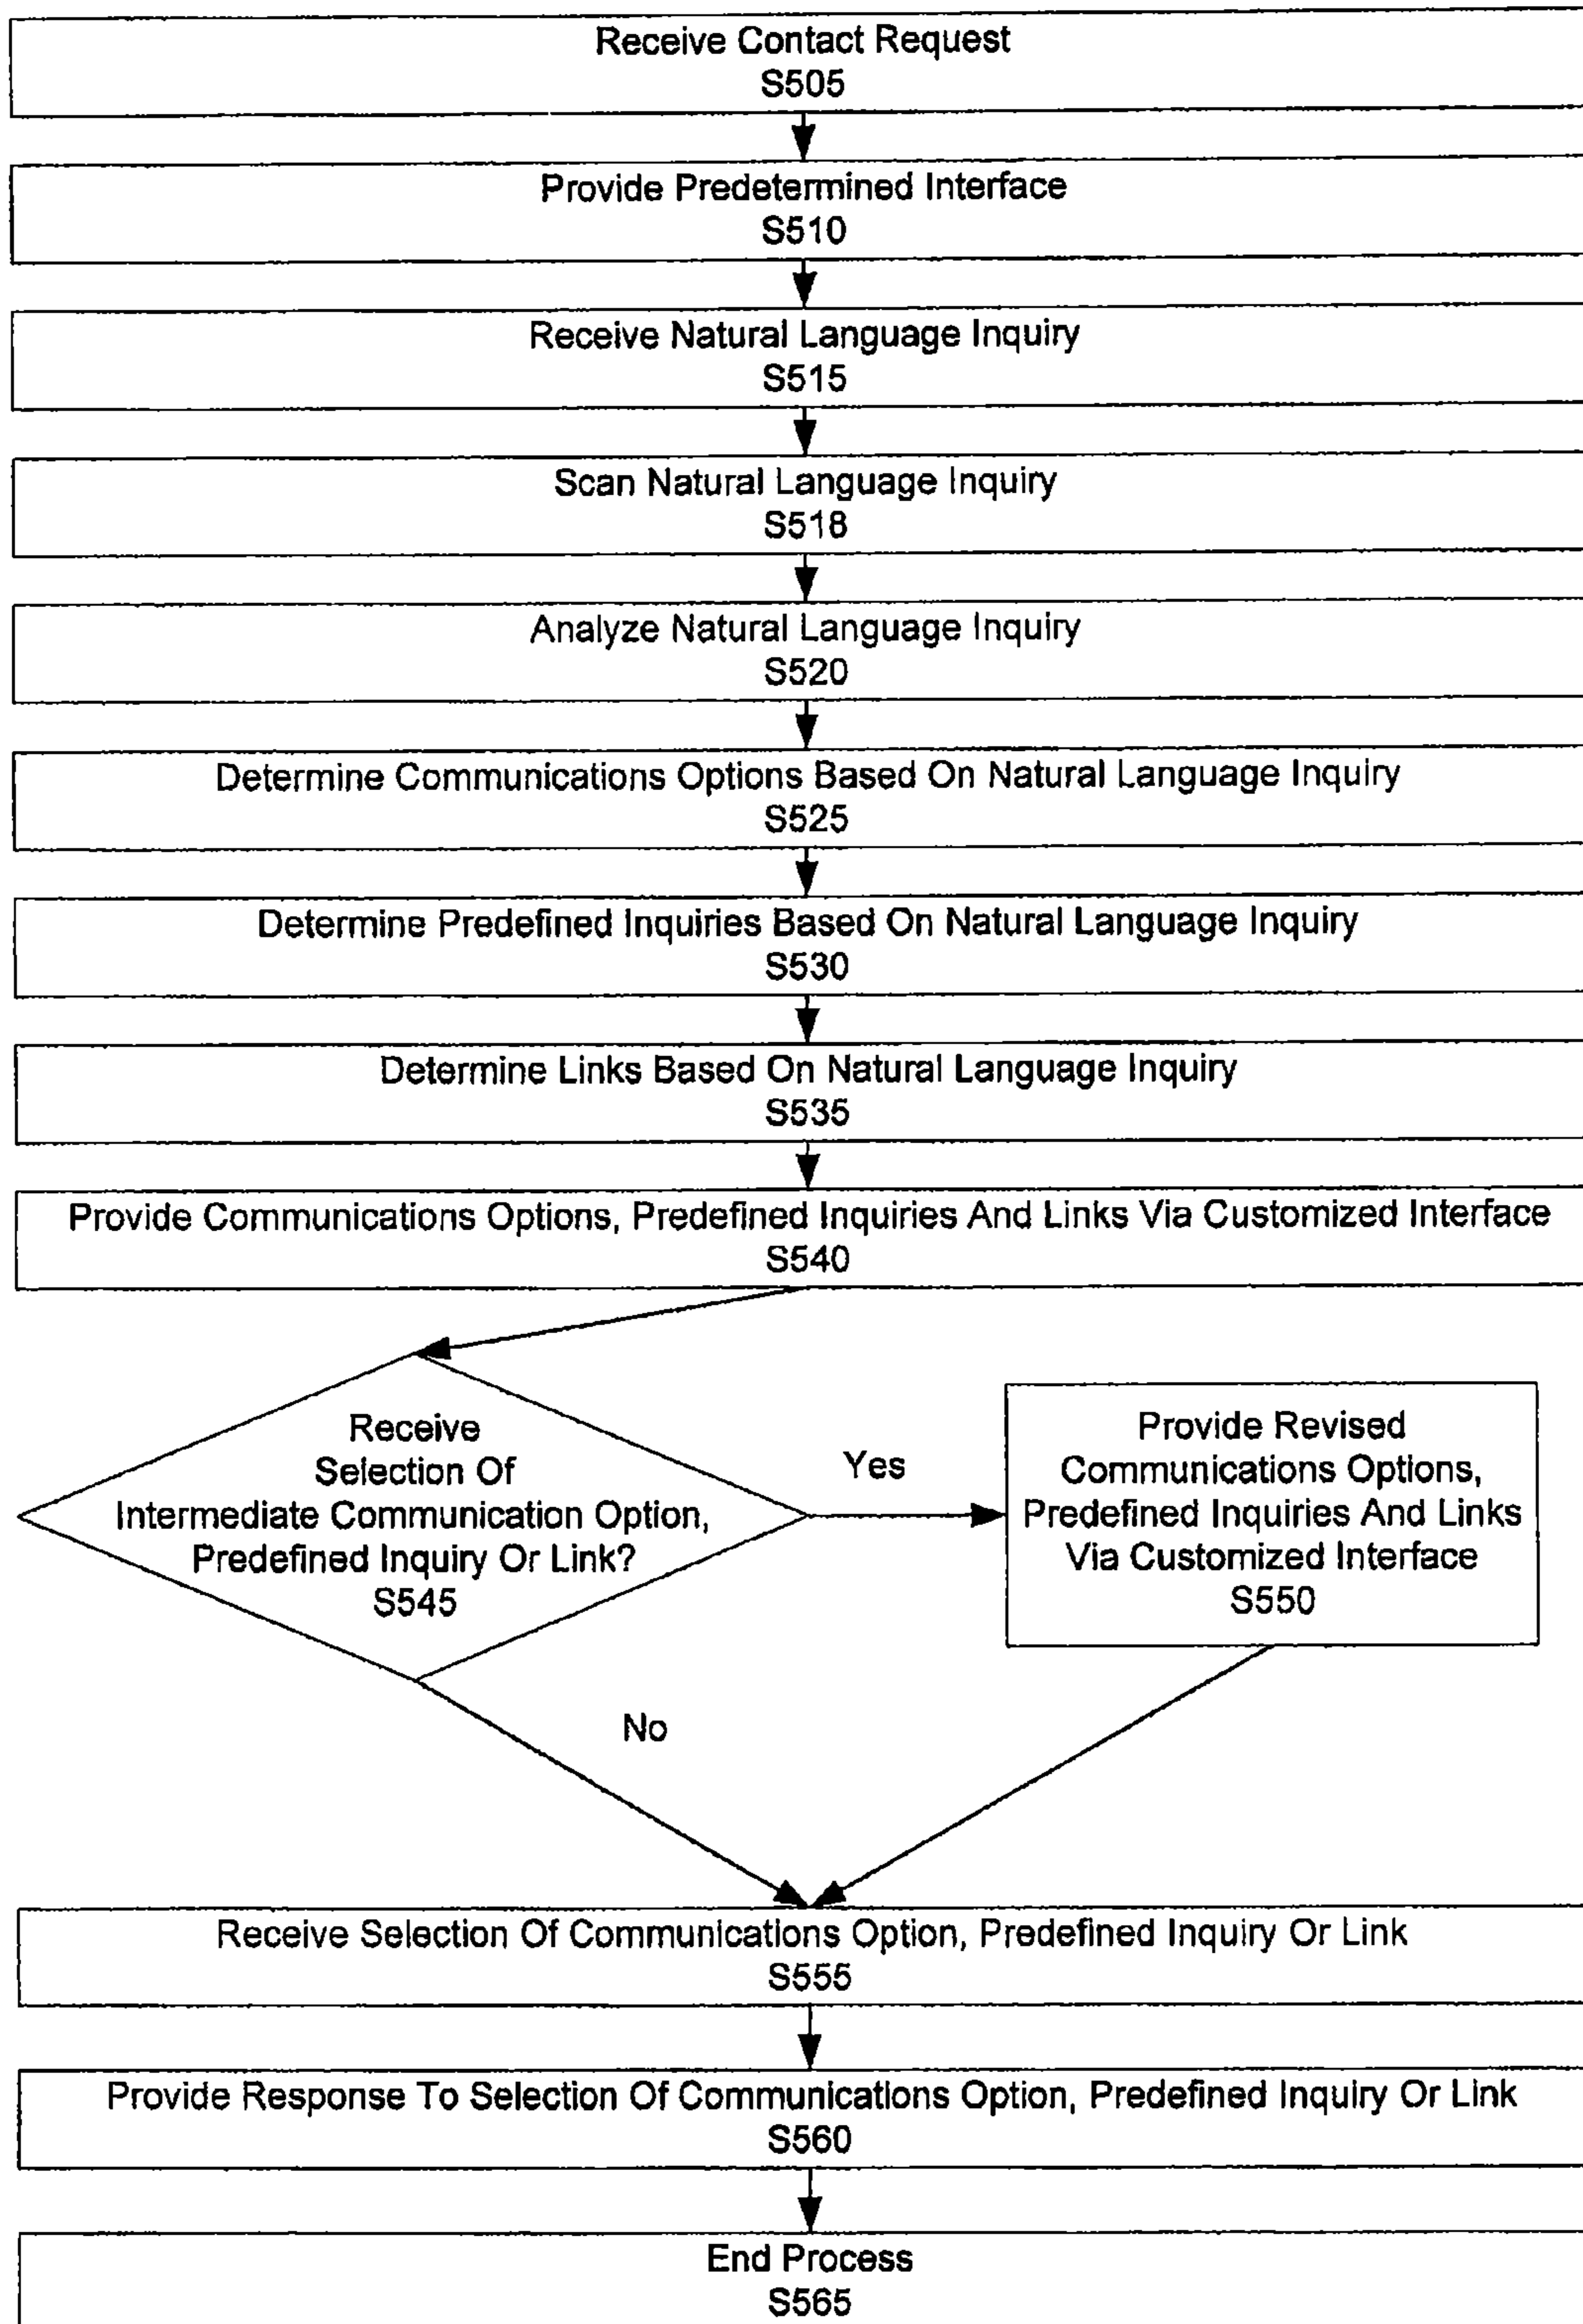 Receive Contact Request
S505
Provide Predetermined Interface
S510
Receive Natural Language Inquiry
S515
Scan Natural Language Inquiry
S518
Analyze Natural Language Inquiry
S520
Determine Communications Options Based On Natural Language Inquiry
S525
Determine Predefined Inquiries Based On Natural Language Inquiry
S530
Determine Links Based On Natural Language Inquiry
S535
Provide Communications Options, Predefined Inquiries And Links Via Customized Interface
S540
Receive
Selection Of
Intermediate Communication Option,
Predefined Inquiry Or Link?
S545
Yes
Provide Revised
Communications Options,
Predefined Inquiries And Links
Via Customized Interface
S550
No
Receive Selection Of Communications Option, Predefined Inquiry Or Link
S555
Provide Response To Selection Of Communications Option, Predefined Inquiry Or Link
S560
End Process
S565